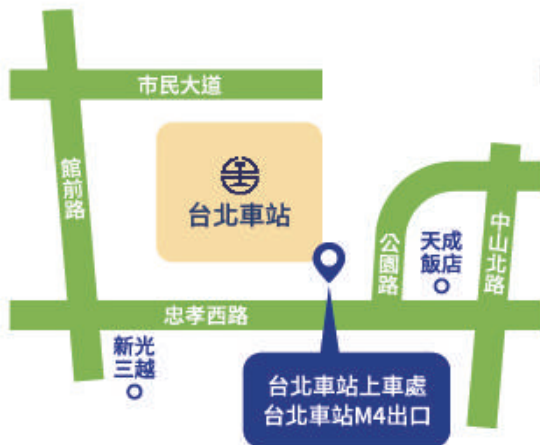 市民大道
館前路
台北車站
公園路
天成
飯店
中山北路
忠孝西路
新光
三越
台北車站上車處
台北車站M4出口